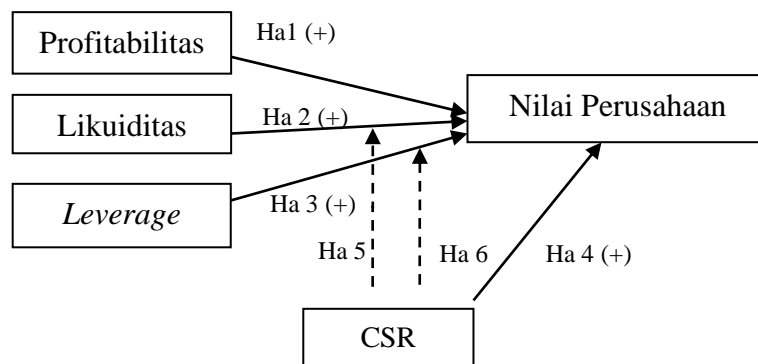 Profitabilitas
Ha1 (+)
Likuiditas
Ha 2 (+)
Nilai Perusahaan
Leverage
Ha 3 (+)
Ha 5
Ha 6
Ha 4 (+)
CSR